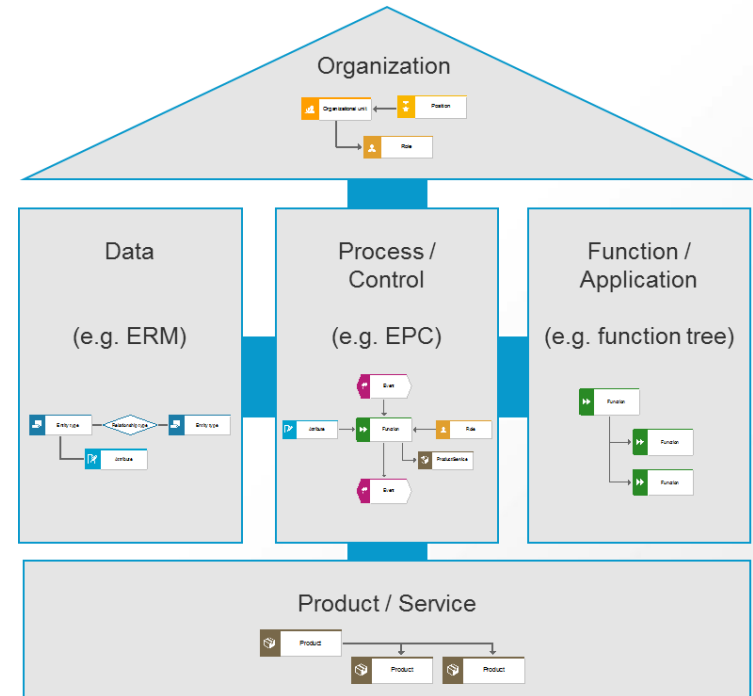 Organization
Organizational unit
Position
Role
Data
(e.g. ERM)
Entity type
Relationship type
Entity type
Attribute
Process /
Control
(e.g. EPC)
Event
Attribute
Function
Role
Product/Service
Event
Function /
Application
(e.g. function tree)
Function
Function
Function
Product / Service
Product
Product
Product